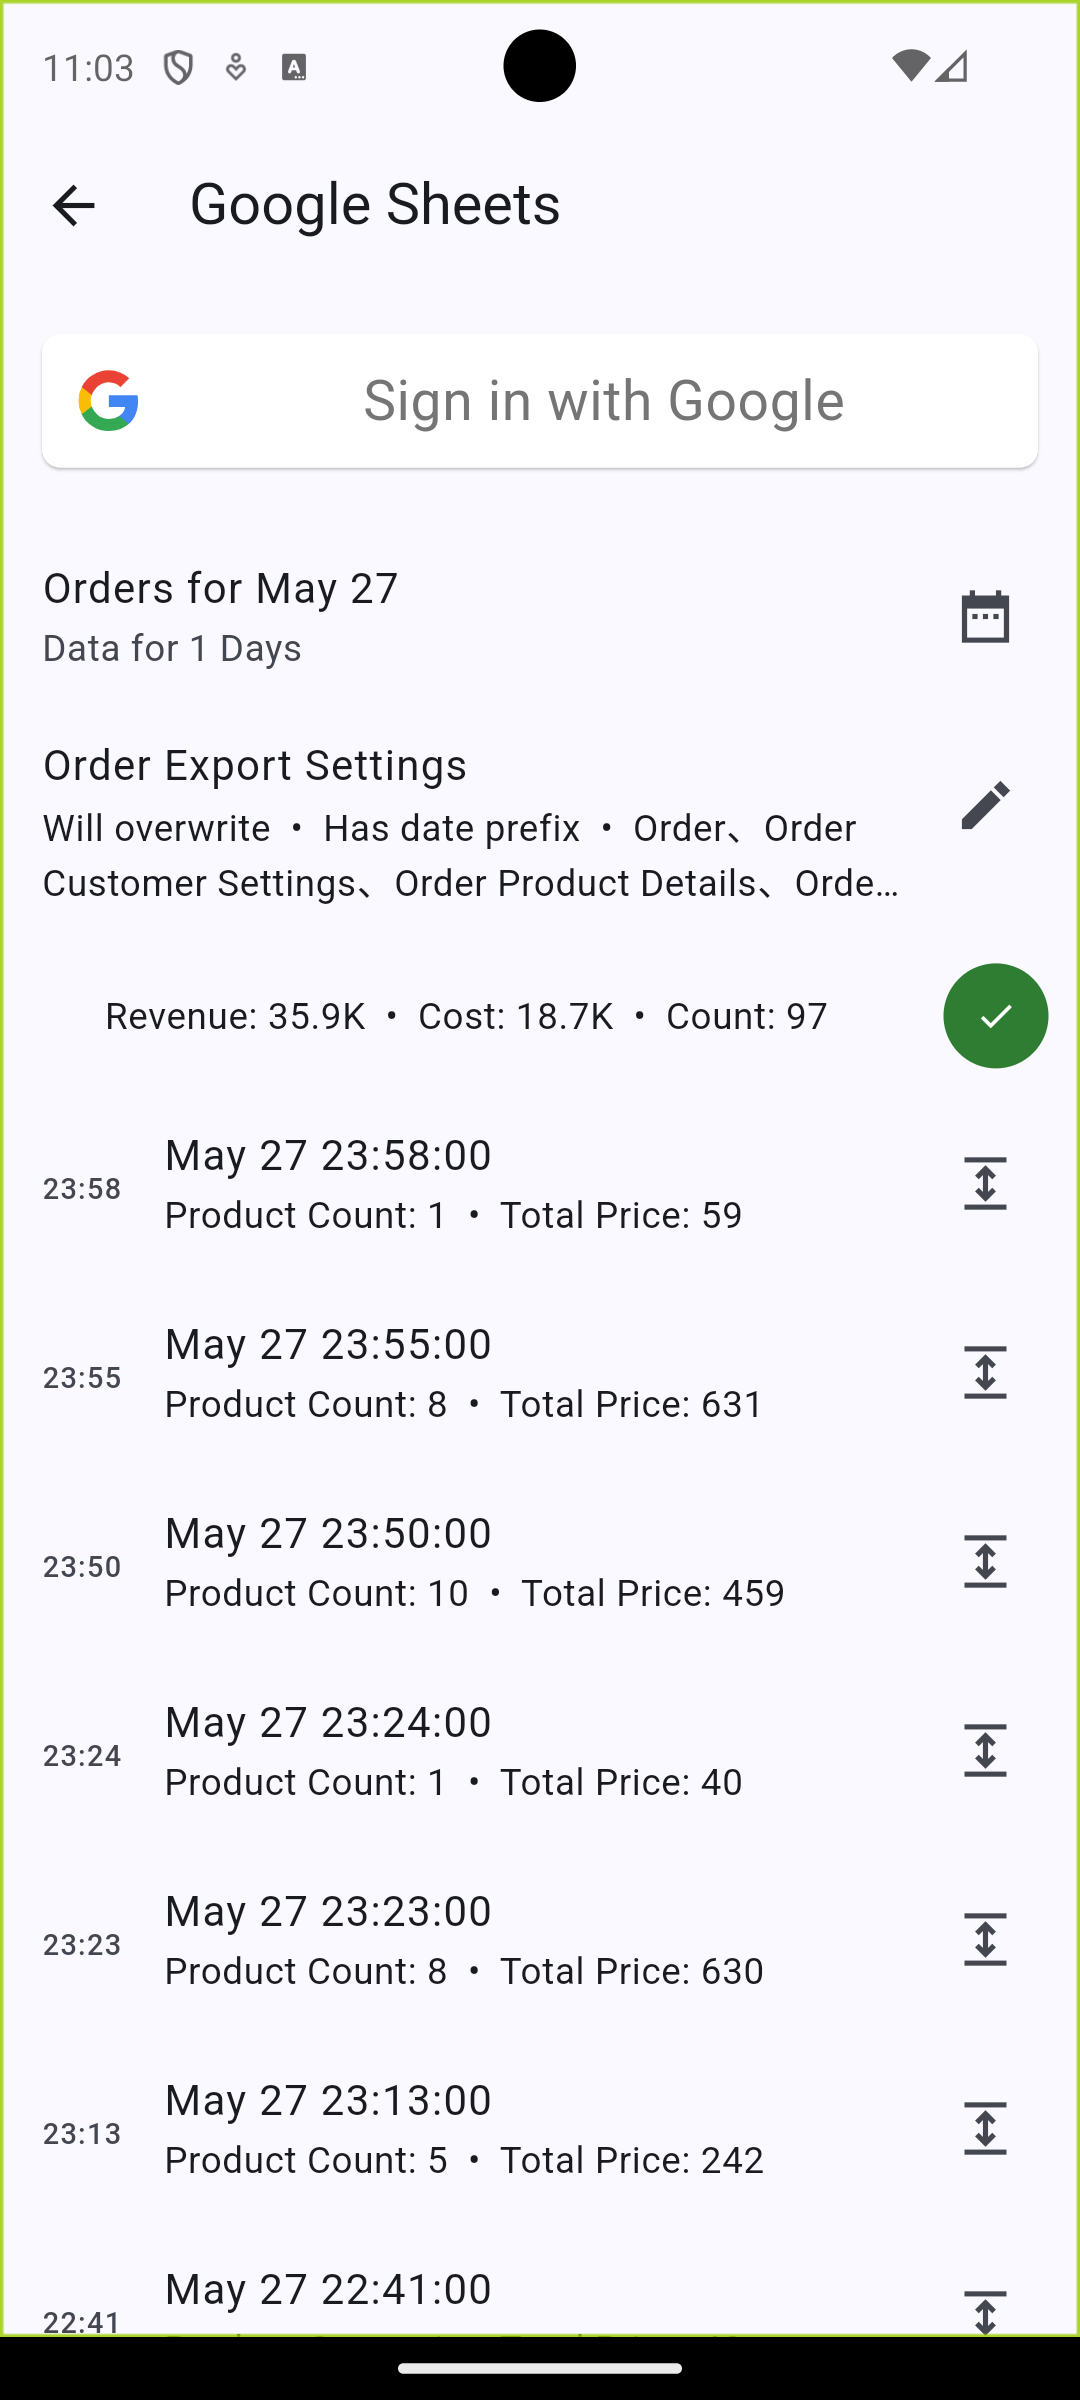 11:03
Google Sheets
Sign in with Google
Orders for May 27
Data for 1 Days
Order Export Settings
Will overwrite • Has date prefix • Order、Order
Customer Settings、Order Product Details、Orde…
Revenue: 35.9K • Cost: 18.7K • Count: 97
23:58
May 27 23:58:00
Product Count: 1 • Total Price: 59
23:55
May 27 23:55:00
Product Count: 8 • Total Price: 631
23:50
May 27 23:50:00
Product Count: 10 • Total Price: 459
23:24
May 27 23:24:00
Product Count: 1 • Total Price: 40
23:23
May 27 23:23:00
Product Count: 8 • Total Price: 630
23:13
May 27 23:13:00
Product Count: 5 • Total Price: 242
22:41
May 27 22:41:00